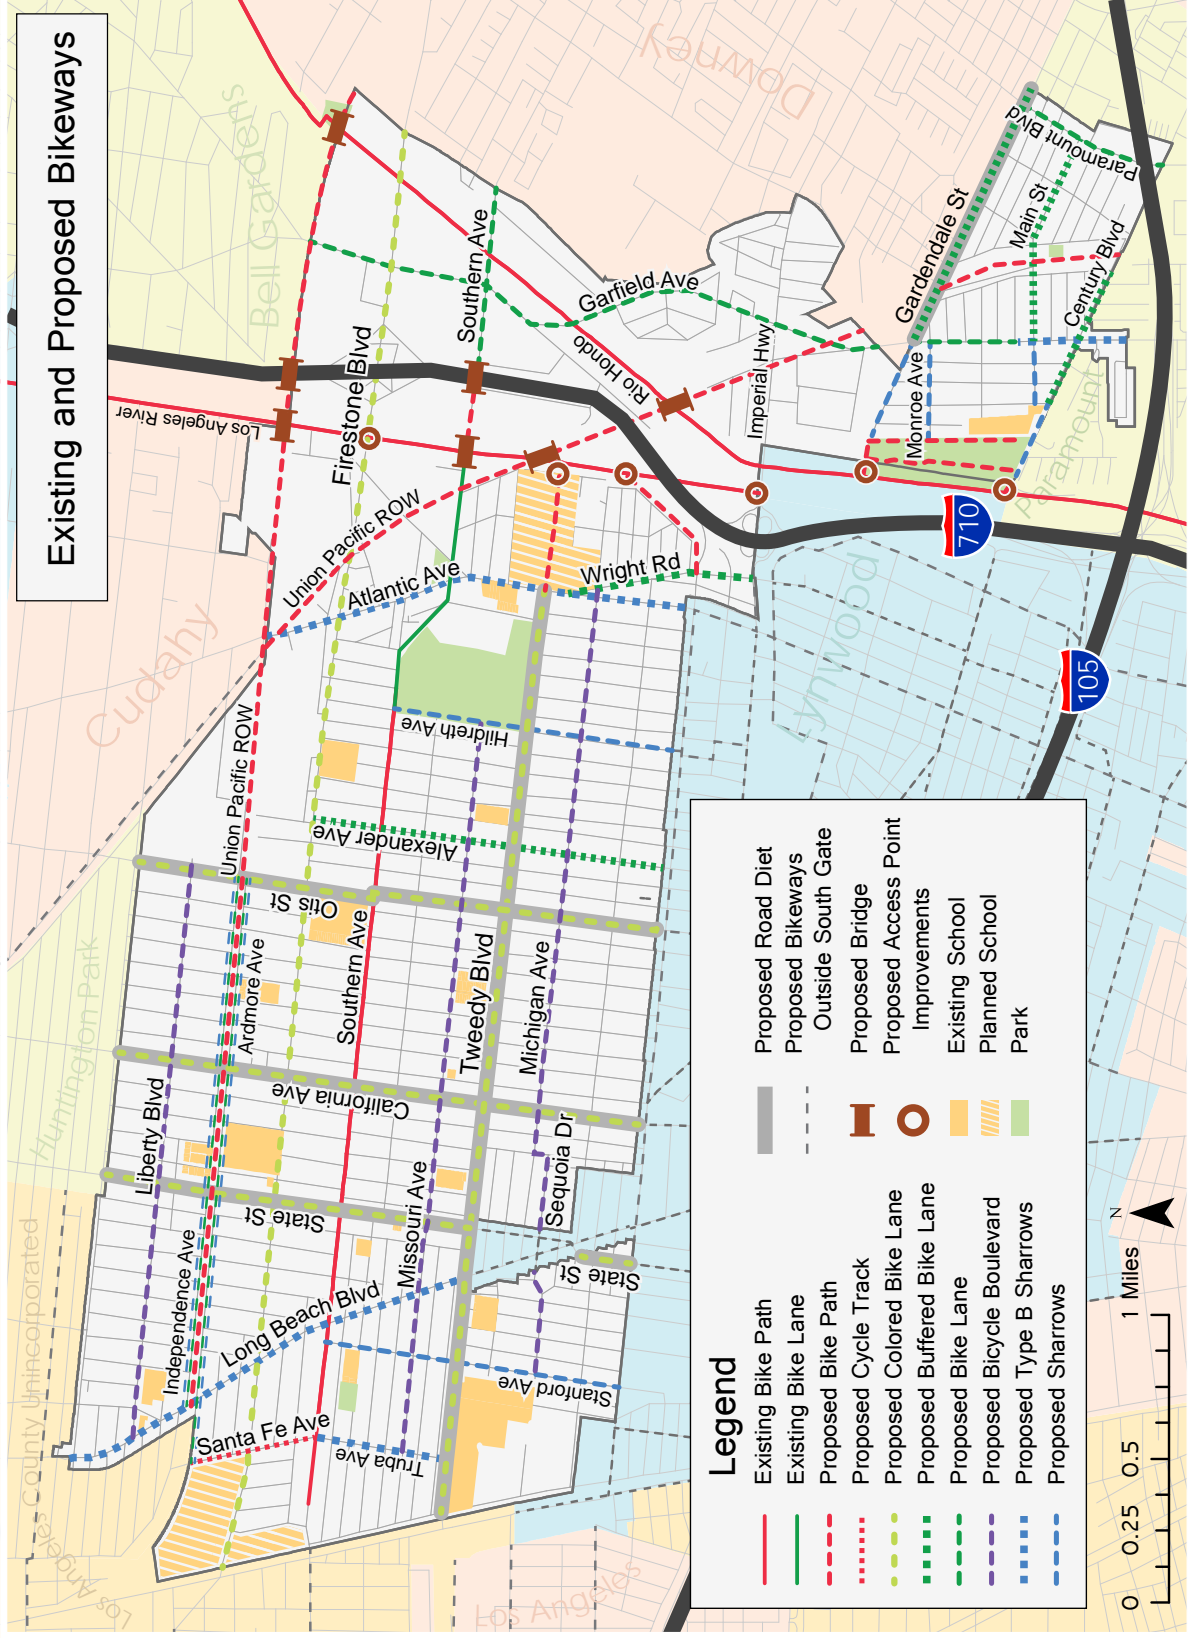 Existing and Proposed Bikeways
Los Angeles
County Unincorporated
Huntington Park
Cudahy
Bell Gardens
Downey
Lynwood
Paramount
Los Angeles
Liberty Blvd
Independence Ave
Ardmore Ave
Union Pacific ROW
Union Pacific ROW
Los Angeles River
Firestone Blvd
Atlantic Ave
Southern Ave
Southern Ave
Garfield Ave
Rio Hondo
Imperial Hwy
Wright Rd
Gardendale St
Monroe Ave
Main St
Century Blvd
Paramount Blvd
Long Beach Blvd
Santa Fe Ave
Truba Ave
Stanford Ave
State St
State St
California Ave
Otis St
Alexander Ave
Hildreth Ave
Missouri Ave
Tweedy Blvd
Michigan Ave
Sequoia Dr
710
105
Legend
Existing Bike Path
Existing Bike Lane
Proposed Bike Path
Proposed Cycle Track
Proposed Colored Bike Lane
Proposed Buffered Bike Lane
Proposed Bike Lane
Proposed Bicycle Boulevard
Proposed Type B Sharrows
Proposed Sharrows
Proposed Road Diet
Proposed Bikeways
Outside South Gate
Proposed Bridge
Proposed Access Point
Improvements
Existing School
Planned School
Park
0 0.25 0.5 1 Miles
N